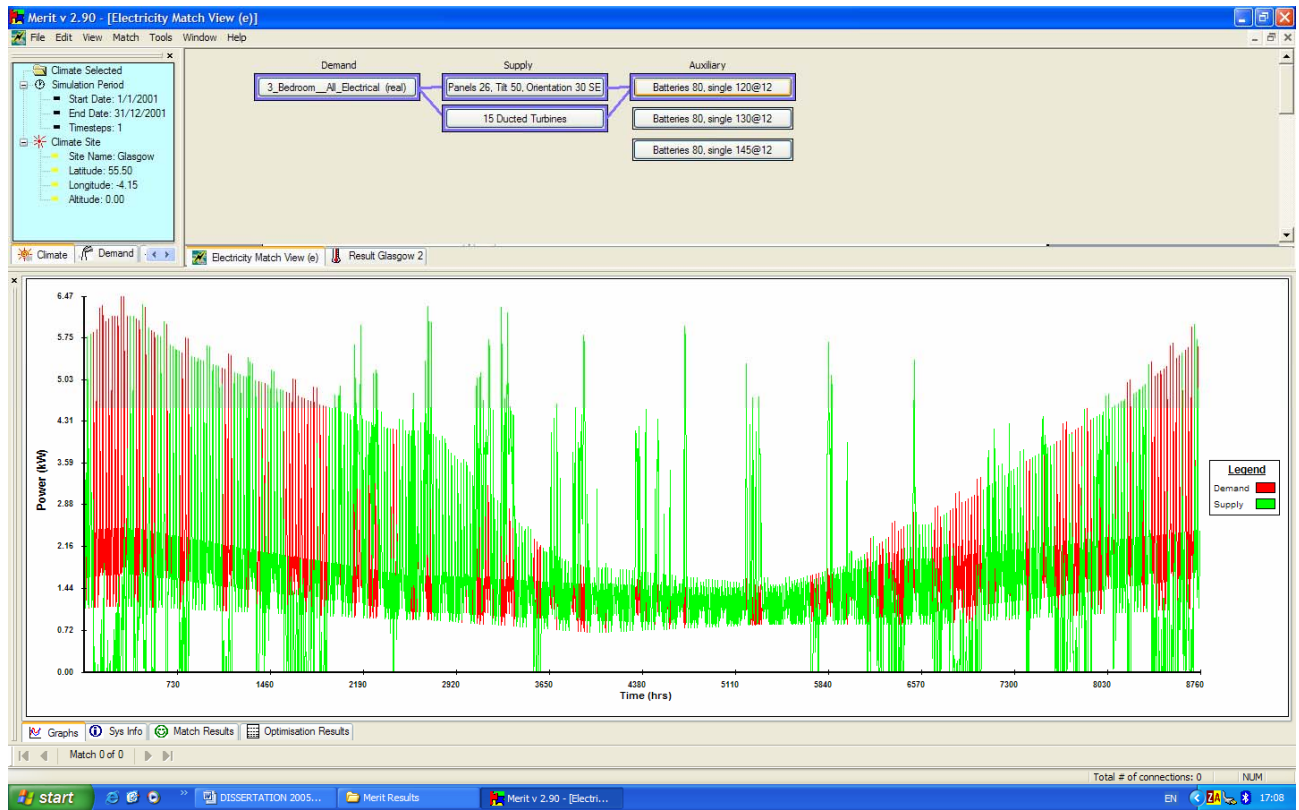 Merit v 2.90 - [Electricity Match View (e)]
File Edit View Match Tools Window Help
Climate Selected
Simulation Period
Start Date: 1/1/2001
End Date: 31/12/2001
Timesteps: 1
Climate Site
Site Name: Glasgow
Latitude: 55.50
Longitude: -4.15
Altitude: 0.00
Climate Demand
Demand Supply Auxiliary
3_Bedroom__All_Electrical (real) Panels 26, Tilt 50, Orientation 30 SE Batteries 80, single 120@12
15 Ducted Turbines Batteries 80, single 130@12
Batteries 80, single 145@12
Electricity Match View (e) Result Glasgow 2
6.47
5.75
5.03
4.31
3.59
2.88
2.16
1.44
0.72
0.00
Power (kW)
730 1460 2190 2920 3650 4380 5110 5840 6570 7300 8030 8760
Time (hrs)
Legend
Demand
Supply
Graphs Sys Info Match Results Optimisation Results
Match 0 of 0
Total # of connections: 0 NUM
start DISSERTATION 2005... Merit Results Merit v 2.90 - [Electri... EN ZA 17:08